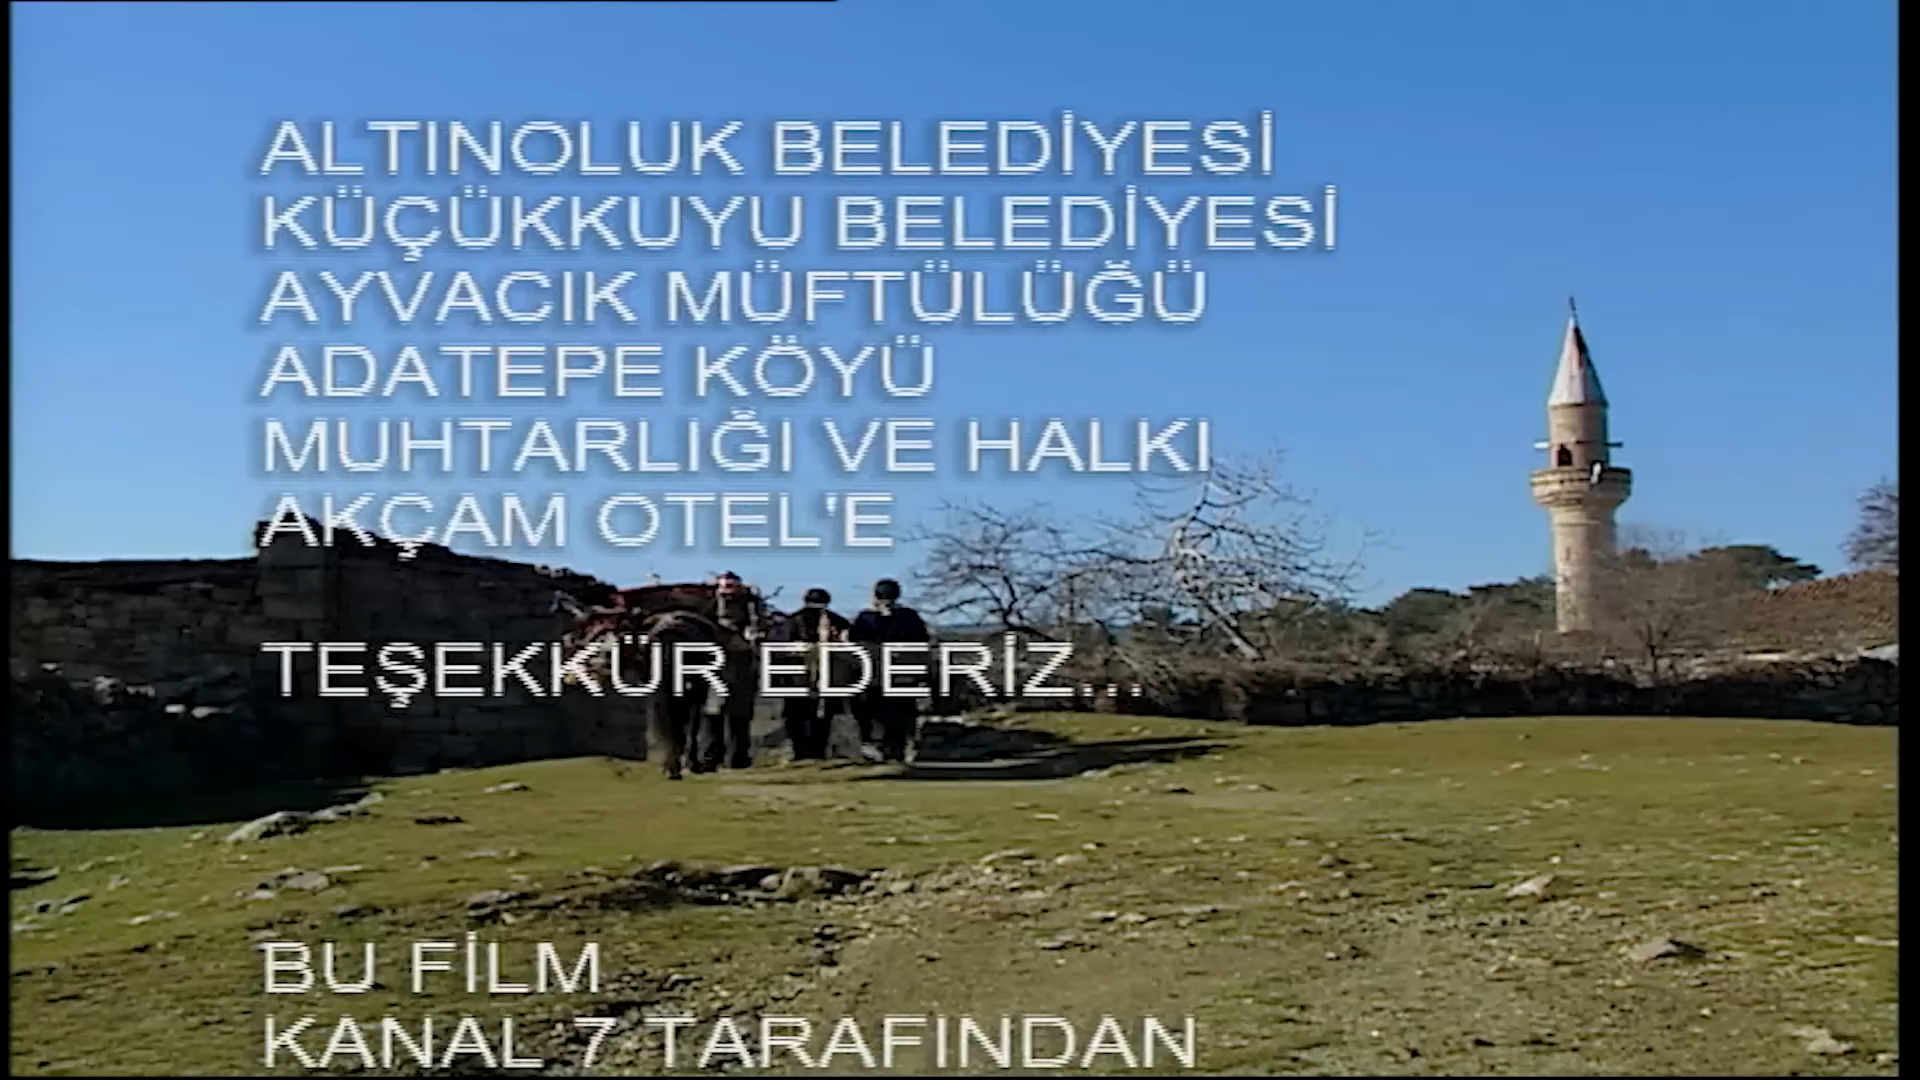 ALTINOLUK BELEDİYESİ
KÜÇÜKKUYU BELEDİYESİ
AYVACIK MÜFTÜLÜĞÜ
ADATEPE KÖYÜ
MUHTARLIĞI VE HALKI
AKÇAM OTEL'E
TEŞEKKÜR EDERİZ...
BU FİLM
KANAL 7 TARAFINDAN